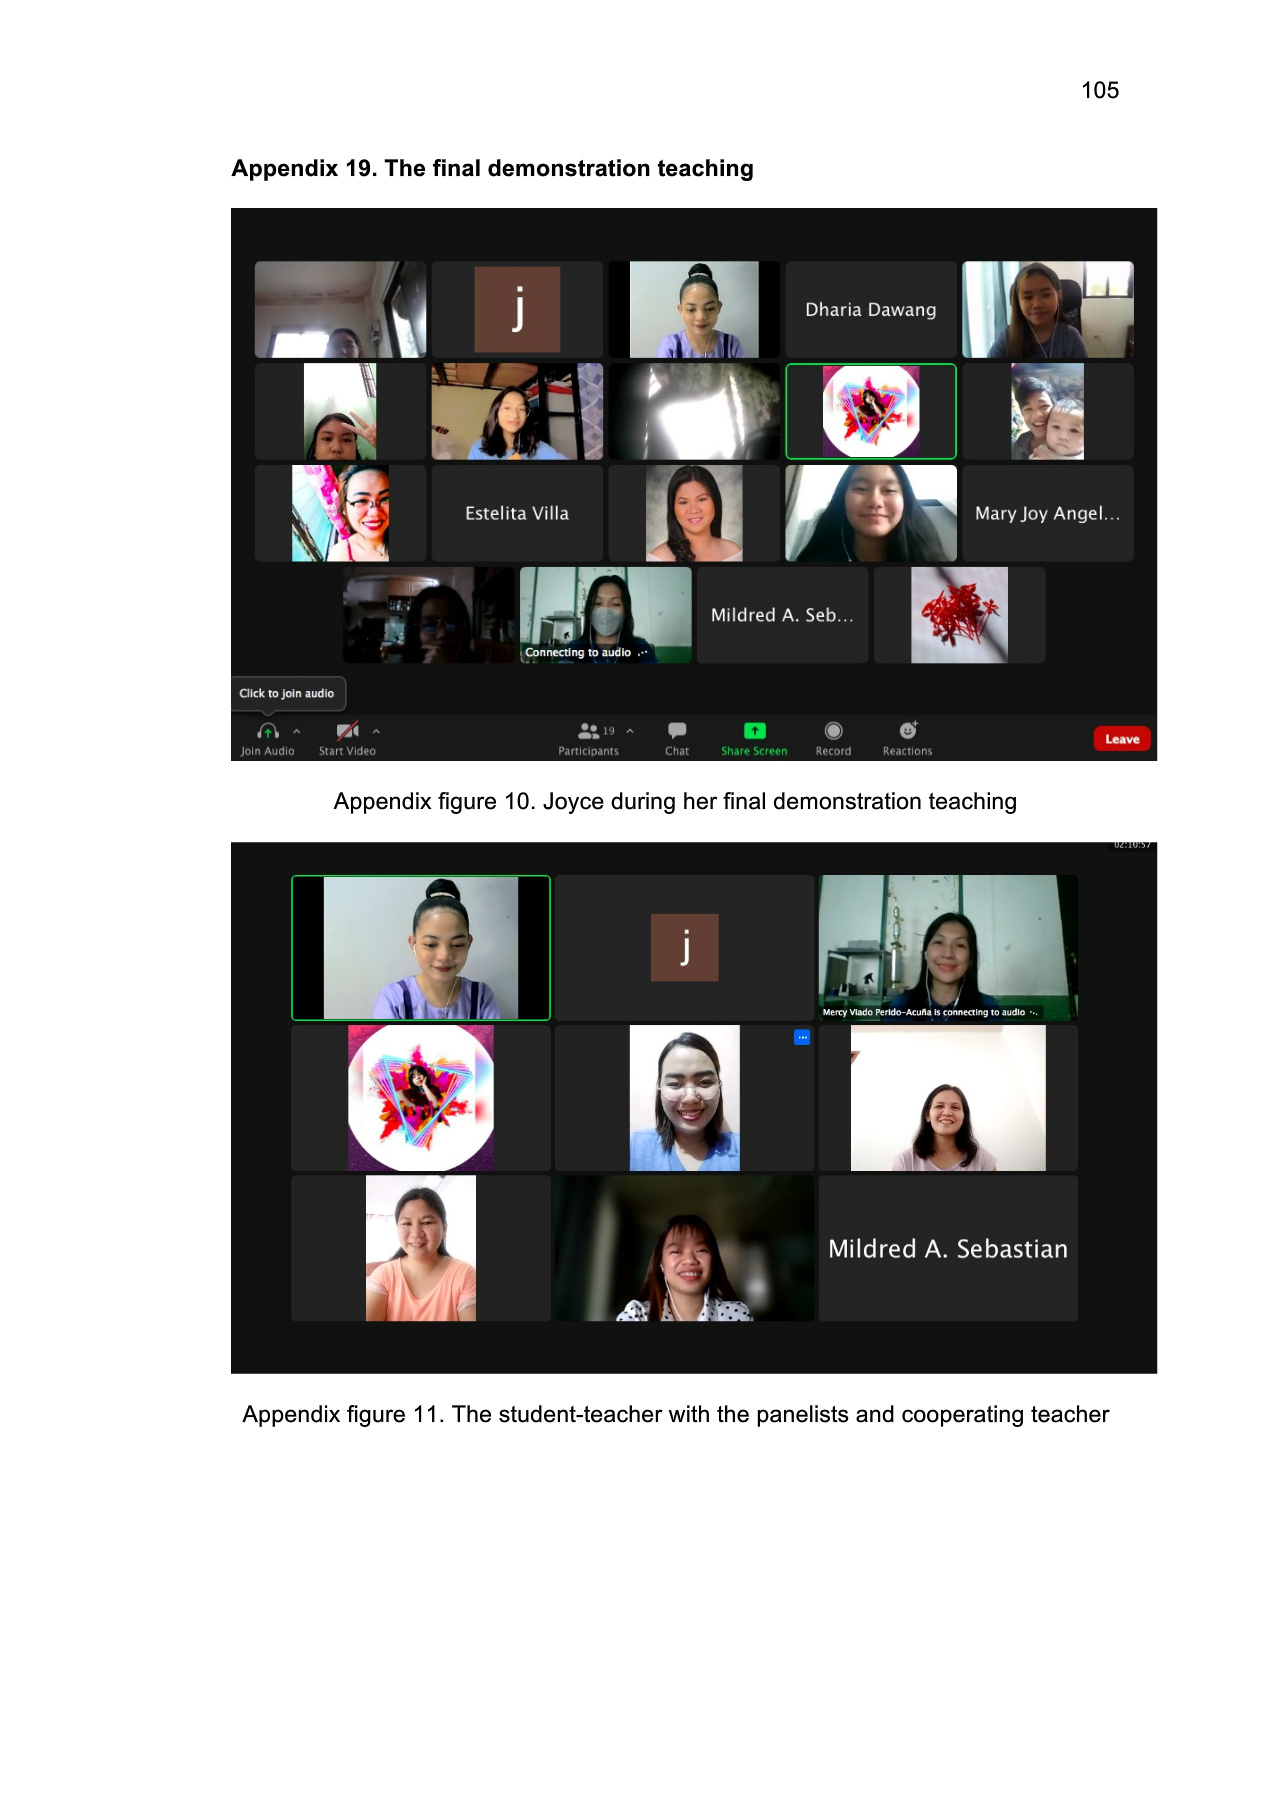 105
Appendix 19. The final demonstration teaching
j
Dharia Dawang
Estelita Villa
Mary Joy Angel...
Connecting to audio ...
Mildred A. Seb...
Click to join audio
Join Audio
Start Video
19
Participants
Chat
Share Screen
Record
Reactions
Leave
Appendix figure 10. Joyce during her final demonstration teaching
02:10:57
j
Mercy Viado Perido-Acuña is connecting to audio ...
Mildred A. Sebastian
Appendix figure 11. The student-teacher with the panelists and cooperating teacher